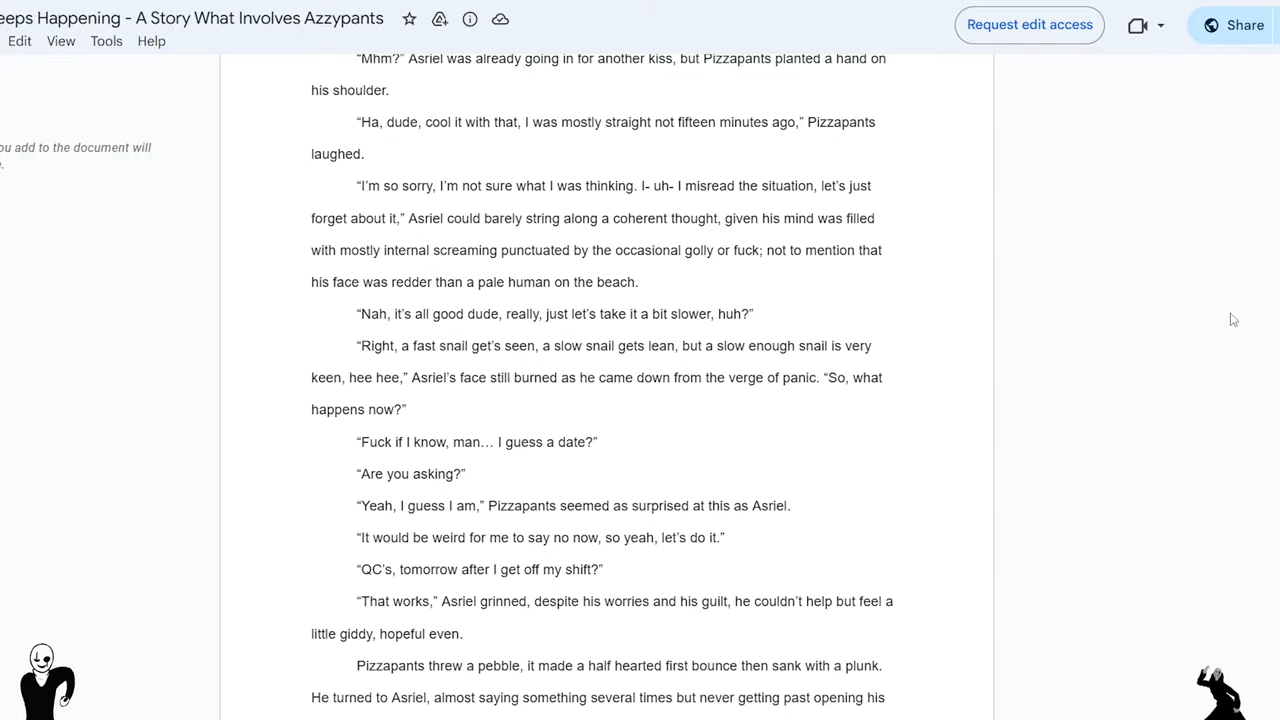 eeps Happening - A Story What Involves Azzypants
Request edit access
Share
Edit View Tools Help
“Mhm?” Asriel was already going in for another kiss, but Pizzapants planted a hand on
his shoulder.
“Ha, dude, cool it with that, I was mostly straight not fifteen minutes ago,” Pizzapants
ou add to the document will
laughed.
e.
“I’m so sorry, I’m not sure what I was thinking. I- uh- I misread the situation, let’s just
forget about it,” Asriel could barely string along a coherent thought, given his mind was filled
with mostly internal screaming punctuated by the occasional golly or fuck; not to mention that
his face was redder than a pale human on the beach.
“Nah, it’s all good dude, really, just let’s take it a bit slower, huh?”
“Right, a fast snail get’s seen, a slow snail gets lean, but a slow enough snail is very
keen, hee hee,” Asriel’s face still burned as he came down from the verge of panic. “So, what
happens now?”
“Fuck if I know, man… I guess a date?”
“Are you asking?”
“Yeah, I guess I am,” Pizzapants seemed as surprised at this as Asriel.
“It would be weird for me to say no now, so yeah, let’s do it.”
“QC’s, tomorrow after I get off my shift?”
“That works,” Asriel grinned, despite his worries and his guilt, he couldn’t help but feel a
little giddy, hopeful even.
Pizzapants threw a pebble, it made a half hearted first bounce then sank with a plunk.
He turned to Asriel, almost saying something several times but never getting past opening his